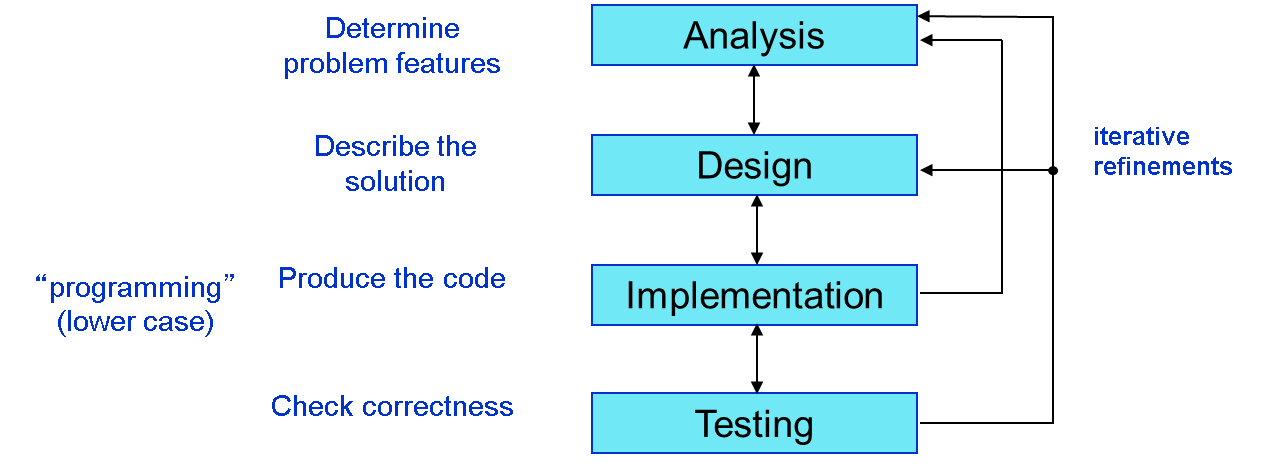 Determine
problem features
Analysis
Describe the
solution
Design
iterative
refinements
“programming”
(lower case)
Produce the code
Implementation
Check correctness
Testing